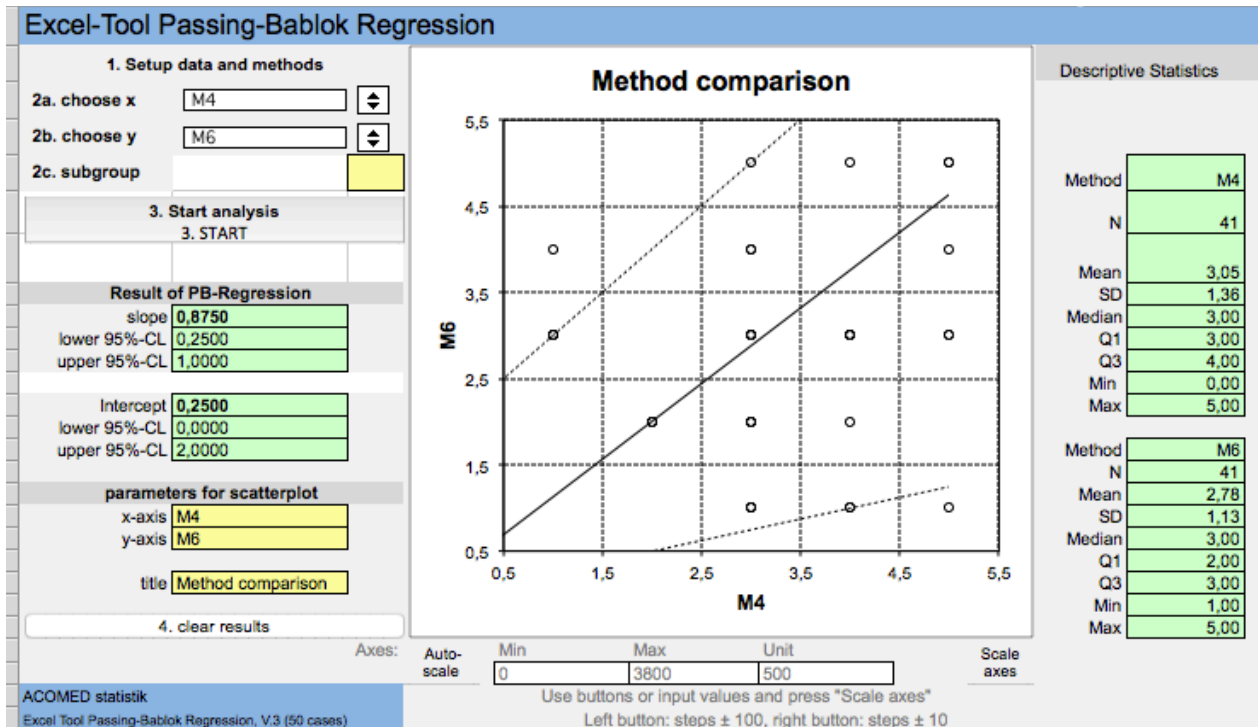 Excel-Tool Passing-Bablok Regression
1. Setup data and methods
2a. choose x M4
2b. choose y M6
2c. subgroup
3. Start analysis
3. START
Result of PB-Regression
slope 0,8750
lower 95%-CL 0,2500
upper 95%-CL 1,0000
Intercept 0,2500
lower 95%-CL 0,0000
upper 95%-CL 2,0000
parameters for scatterplot
x-axis M4
y-axis M6
title Method comparison
4. clear results
Axes:
ACOMED statistik
Excel Tool Passing-Bablok Regression, V.3 (50 cases)
Method comparison
5,5
4,5
3,5
2,5
1,5
0,5
M6
0,5 1,5 2,5 3,5 4,5 5,5
M4
Auto-
scale
Min Max Unit
0 3800 500
Scale
axes
Use buttons or input values and press "Scale axes"
Left button: steps ± 100, right button: steps ± 10
Descriptive Statistics
Method M4
N 41
Mean 3,05
SD 1,36
Median 3,00
Q1 3,00
Q3 4,00
Min 0,00
Max 5,00
Method M6
N 41
Mean 2,78
SD 1,13
Median 3,00
Q1 2,00
Q3 3,00
Min 1,00
Max 5,00